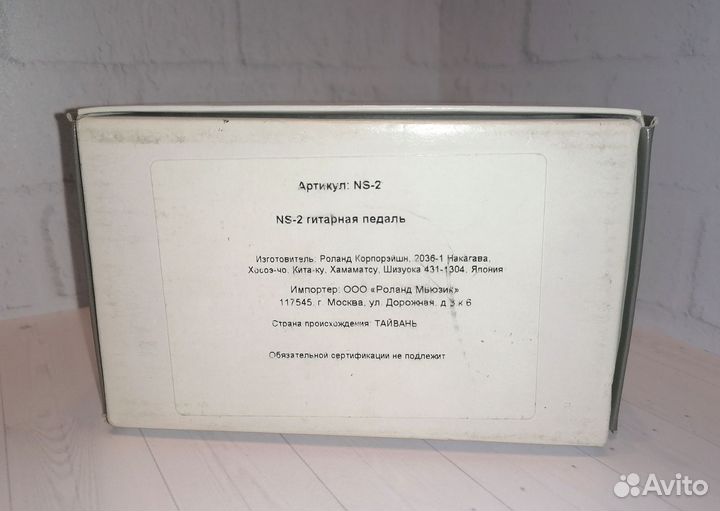 Артикул: NS-2
NS-2 гитарная педаль
Изготовитель: Роланд Корпорэйшн, 2036-1 Накагава,
Хосоэ-чо, Кита-ку, Хамаматсу, Шизуока 431-1304, Япония
Импортер: ООО «Роланд Мьюзик»
117545, г. Москва, ул. Дорожная, д 3 к 6
Страна происхождения: ТАЙВАНЬ
Обязательной сертификации не подлежит
Avito